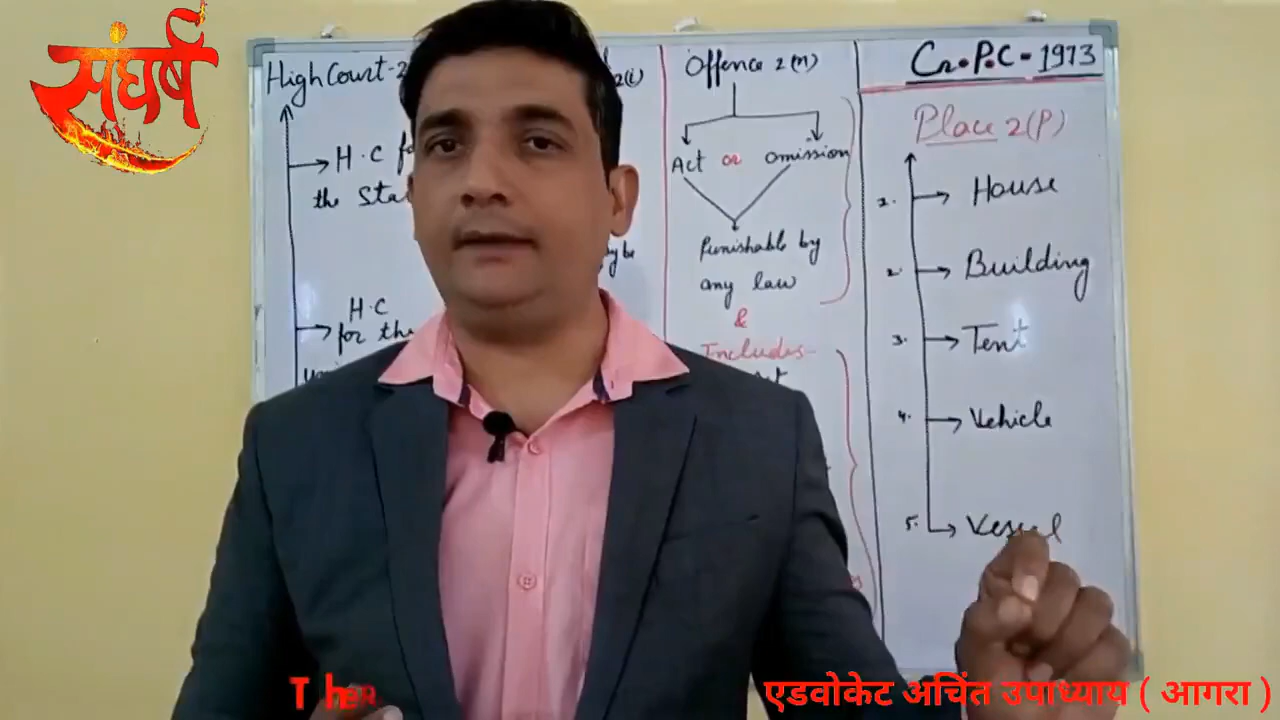 संघर्ष
High Court-2
2(i)
H.C
the Sta
H.C
for the
Offence 2(n)
Act or omission
Punishable by
any law
&
Includes-
Cr.P.C-1973
Place 2(P)
1. House
2. Building
3. Tent
4. Vehicle
5. Vessel
एडवोकेट अचिंत उपाध्याय ( आगरा )